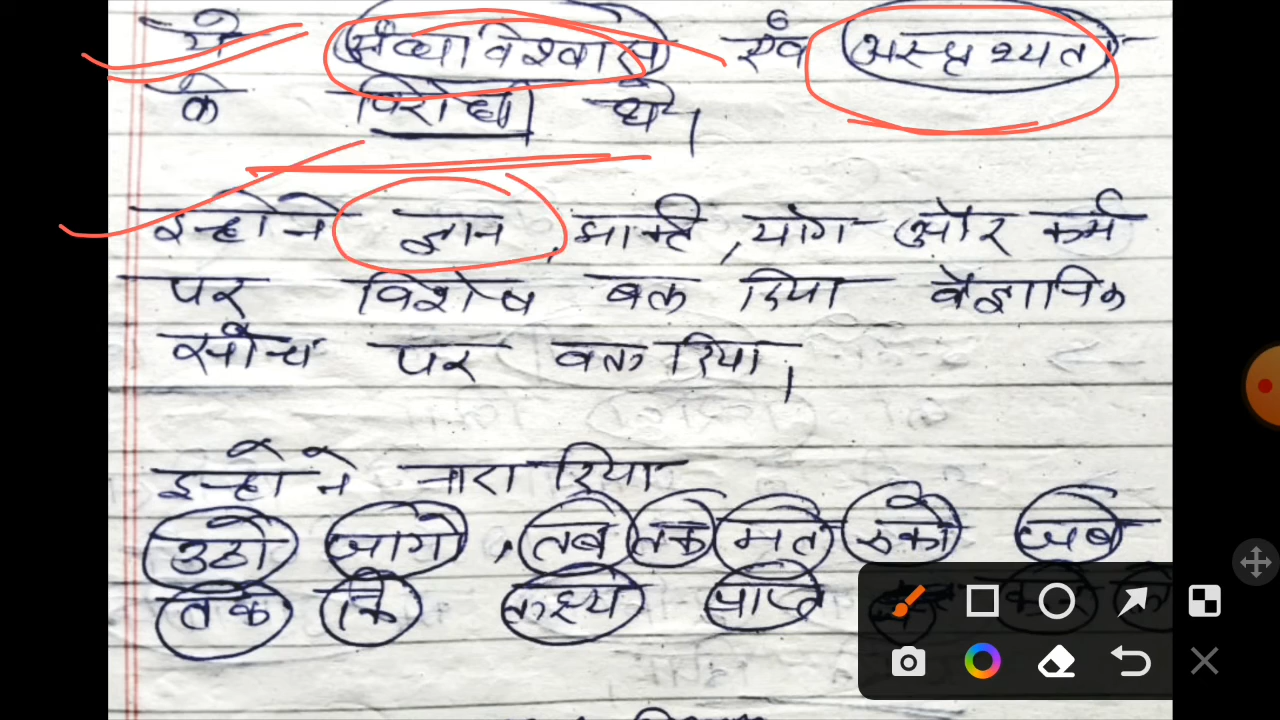 ये अंधविश्वास एंव अस्पृश्यता
के विरोधी थे।
इन्होंने ज्ञान, भक्ति, योग और कर्म
पर विशेष बल दिया वैज्ञानिक
सोच पर बल दिया।
इन्होंने नारा दिया
उठो जागो, तब तक मत रुको जब
तक कि लक्ष्य प्राप्त